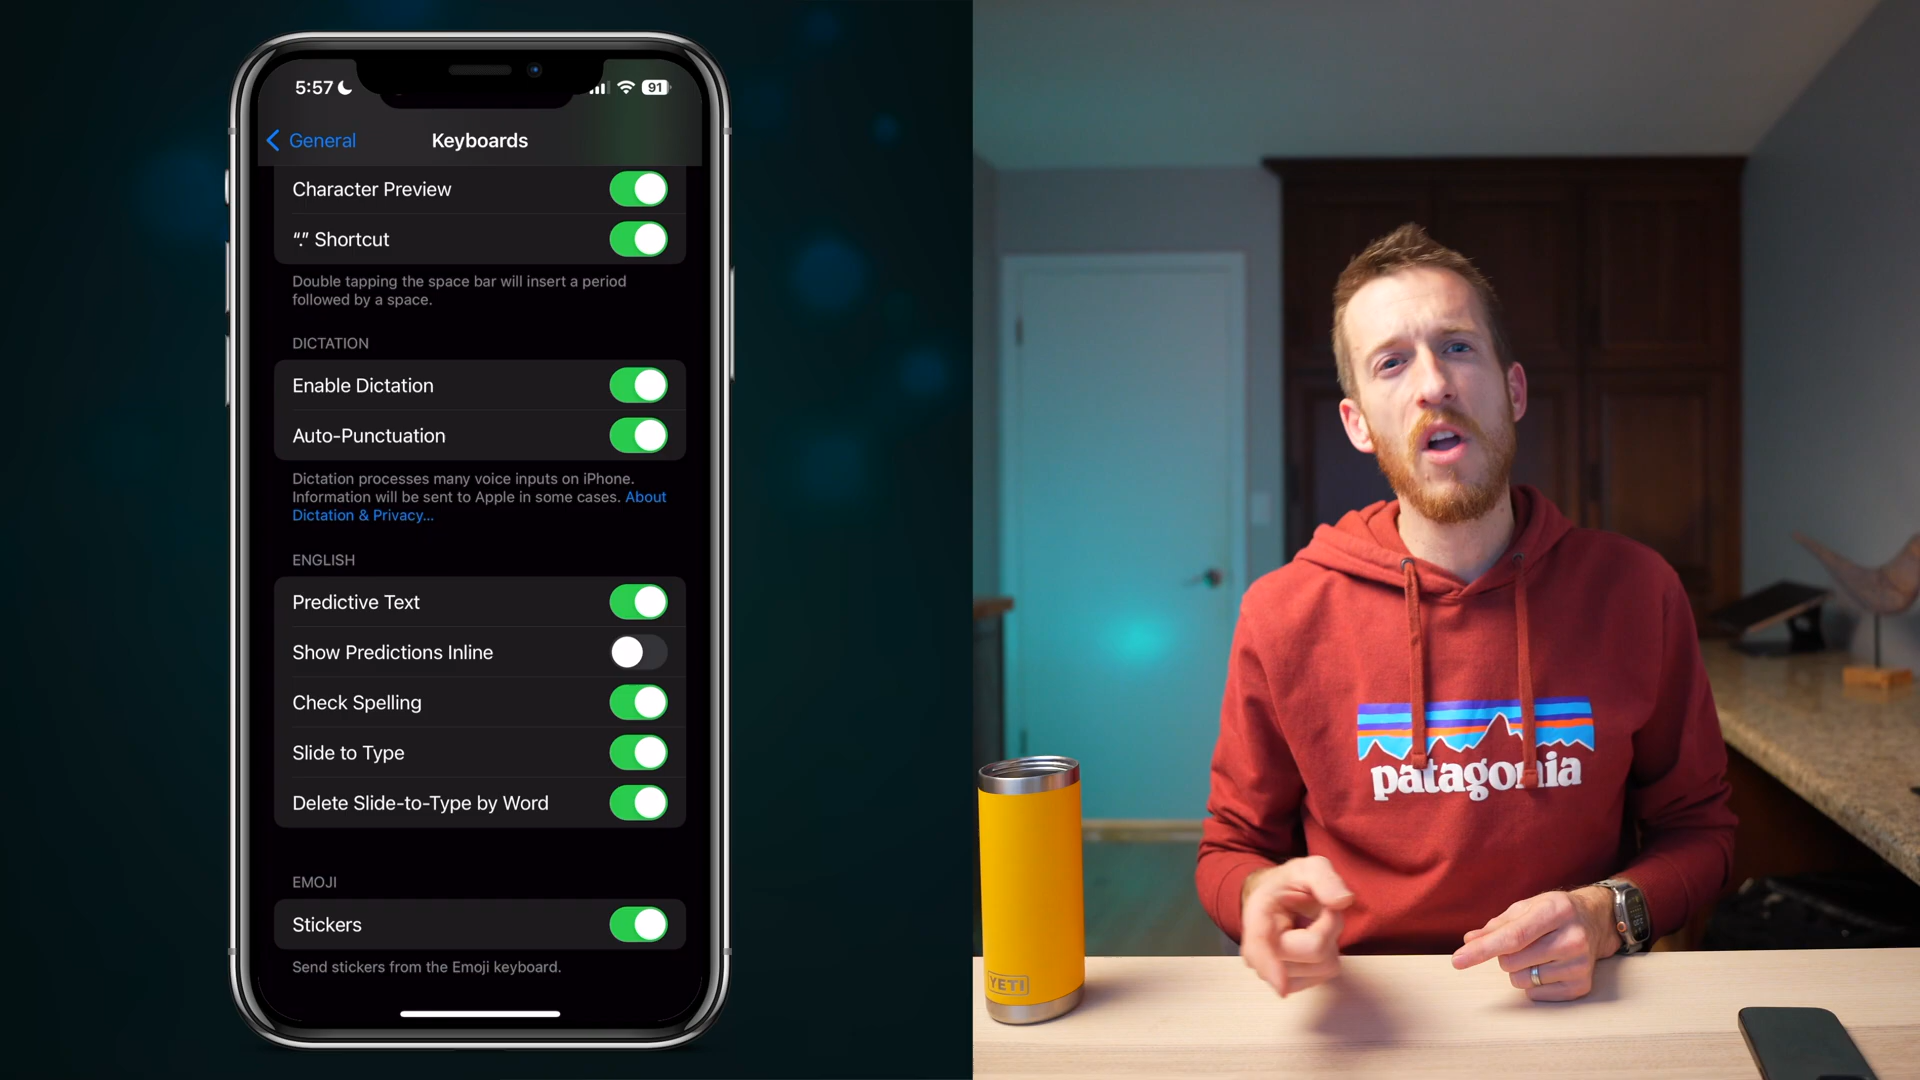 5:57
91
General
Keyboards
Character Preview
“.” Shortcut
Double tapping the space bar will insert a period
followed by a space.
DICTATION
Enable Dictation
Auto-Punctuation
Dictation processes many voice inputs on iPhone.
Information will be sent to Apple in some cases. About
Dictation & Privacy...
ENGLISH
Predictive Text
Show Predictions Inline
Check Spelling
Slide to Type
Delete Slide-to-Type by Word
EMOJI
Stickers
Send stickers from the Emoji keyboard.
patagonia
YETI